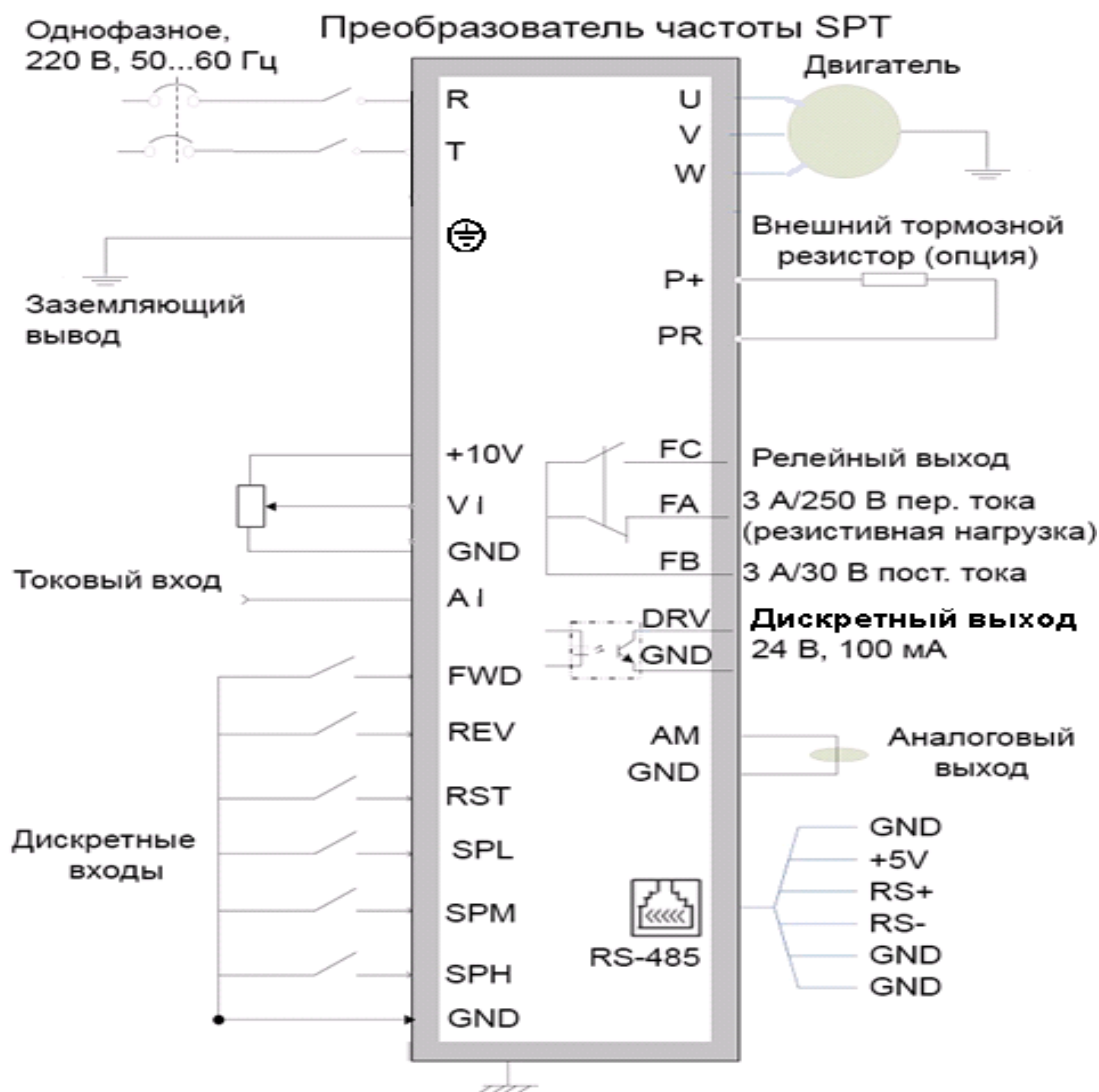 Преобразователь частоты SPT
Однофазное,
220 В, 50...60 Гц
R
T
Заземляющий
вывод
+10V
VI
GND
Токовый вход
AI
FWD
REV
RST
SPL
SPM
SPH
GND
Дискретные
входы
U
V
W
Двигатель
Внешний тормозной
резистор (опция)
P+
PR
FC
Релейный выход
FA
3 А/250 В пер. тока
(резистивная нагрузка)
FB
3 А/30 В пост. тока
DRV
GND
Дискретный выход
24 В, 100 мА
AM
GND
Аналоговый
выход
RS-485
GND
+5V
RS+
RS-
GND
GND